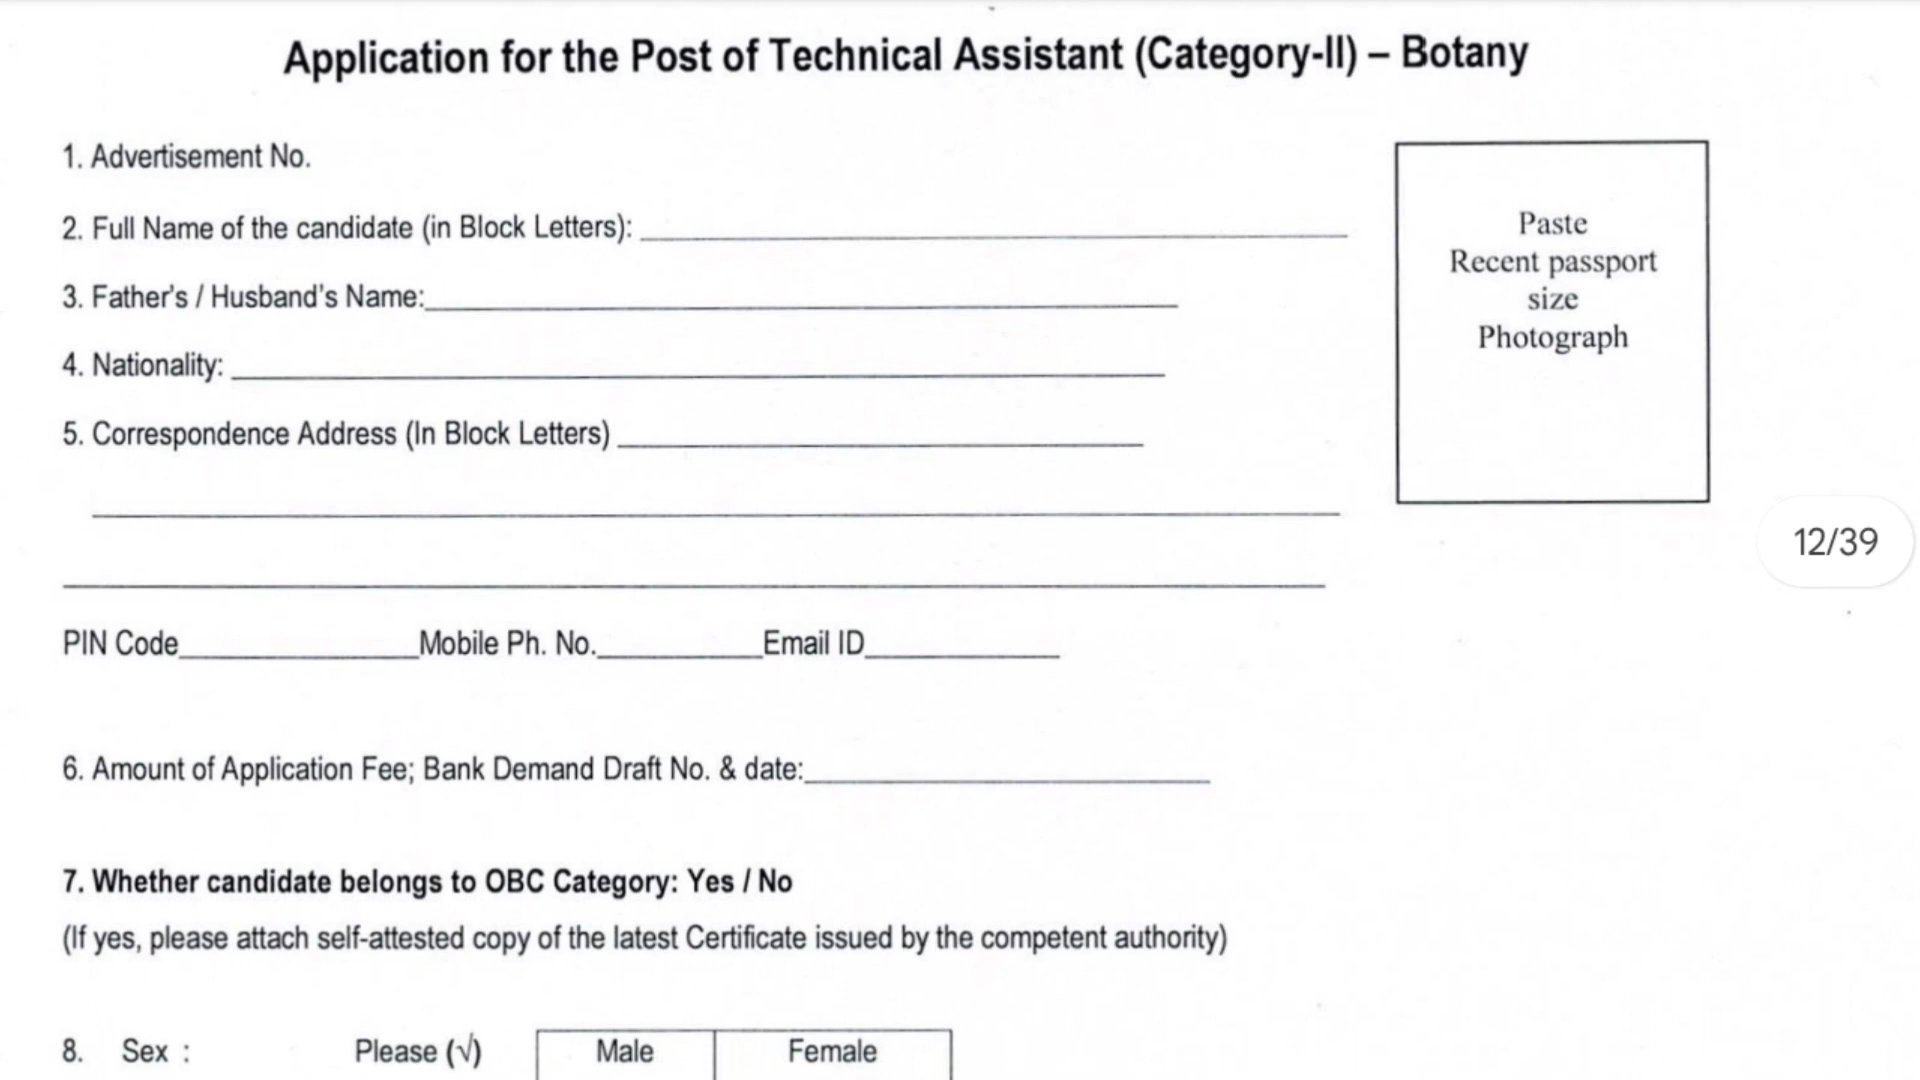 Application for the Post of Technical Assistant (Category-II) – Botany
1. Advertisement No.
2. Full Name of the candidate (in Block Letters):
3. Father's / Husband's Name:
4. Nationality:
5. Correspondence Address (In Block Letters)
Paste
Recent passport
size
Photograph
12/39
PIN Code Mobile Ph. No. Email ID
6. Amount of Application Fee; Bank Demand Draft No. & date:
7. Whether candidate belongs to OBC Category: Yes / No
(If yes, please attach self-attested copy of the latest Certificate issued by the competent authority)
8. Sex : Please (√) Male Female